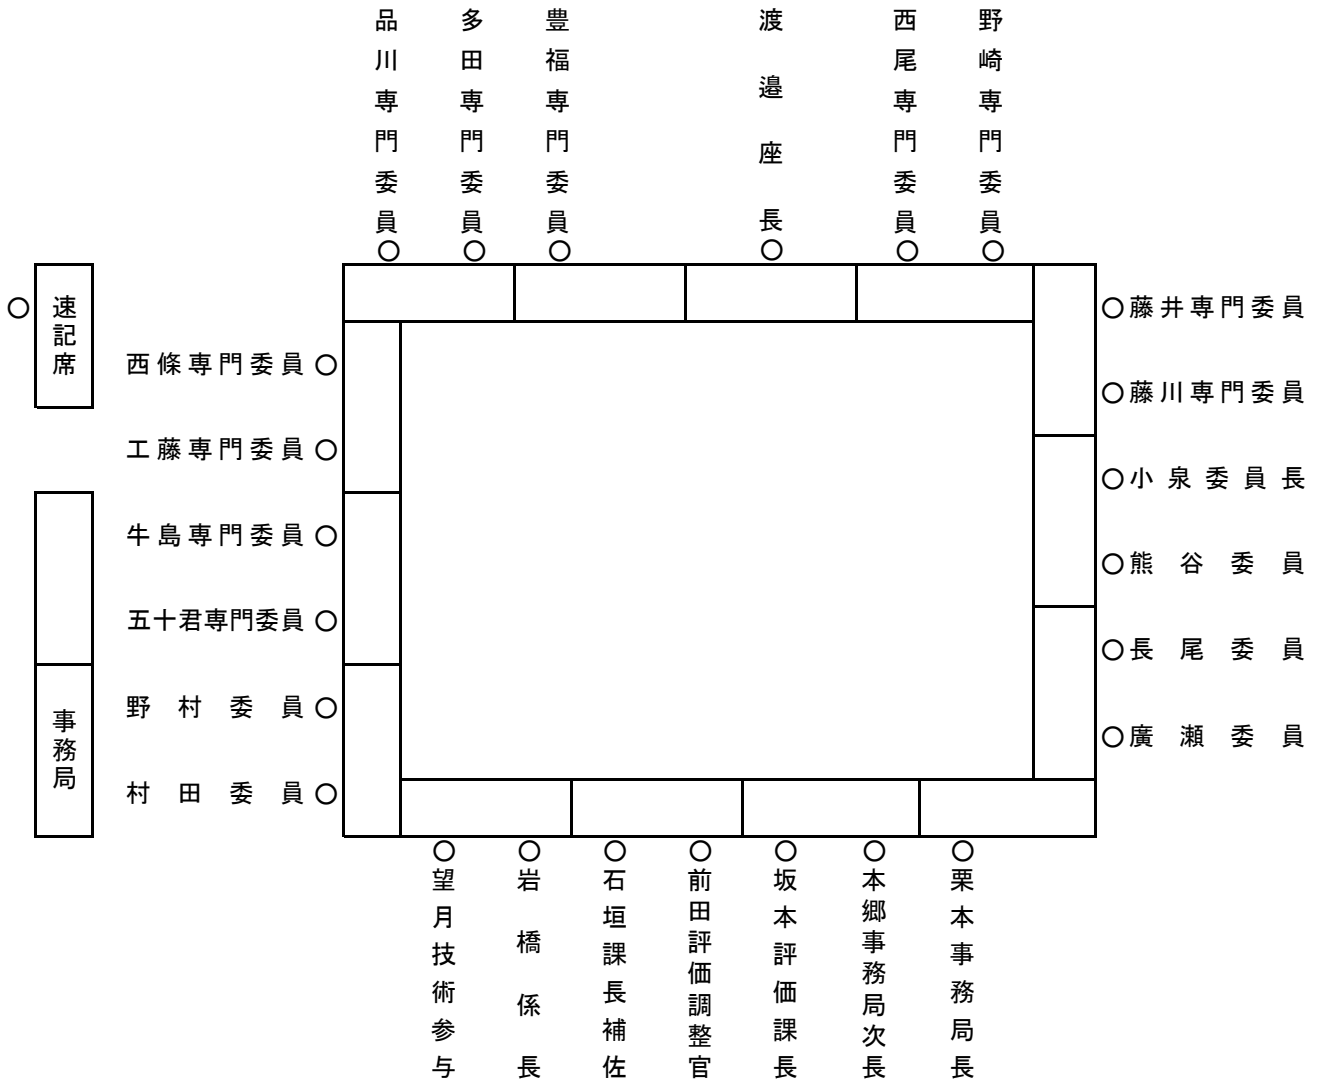 品川専門委員
多田専門委員
豊福専門委員
渡邉座長
西尾専門委員
野崎専門委員
速記席
西條専門委員
工藤専門委員
牛島専門委員
五十君専門委員
野村委員
村田委員
事務局
藤井専門委員
藤川専門委員
小泉委員長
熊谷委員
長尾委員
廣瀬委員
望月技術参与
岩橋係長
石垣課長補佐
前田評価調整官
坂本評価課長
本郷事務局次長
栗本事務局長